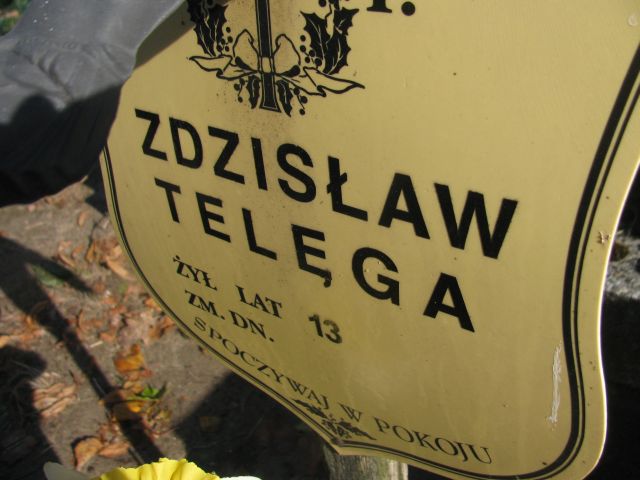 ZDZISŁAW
TELĘGA
ŻYŁ LAT 13
ZM. DN.
SPOCZYWAJ W POKOJU